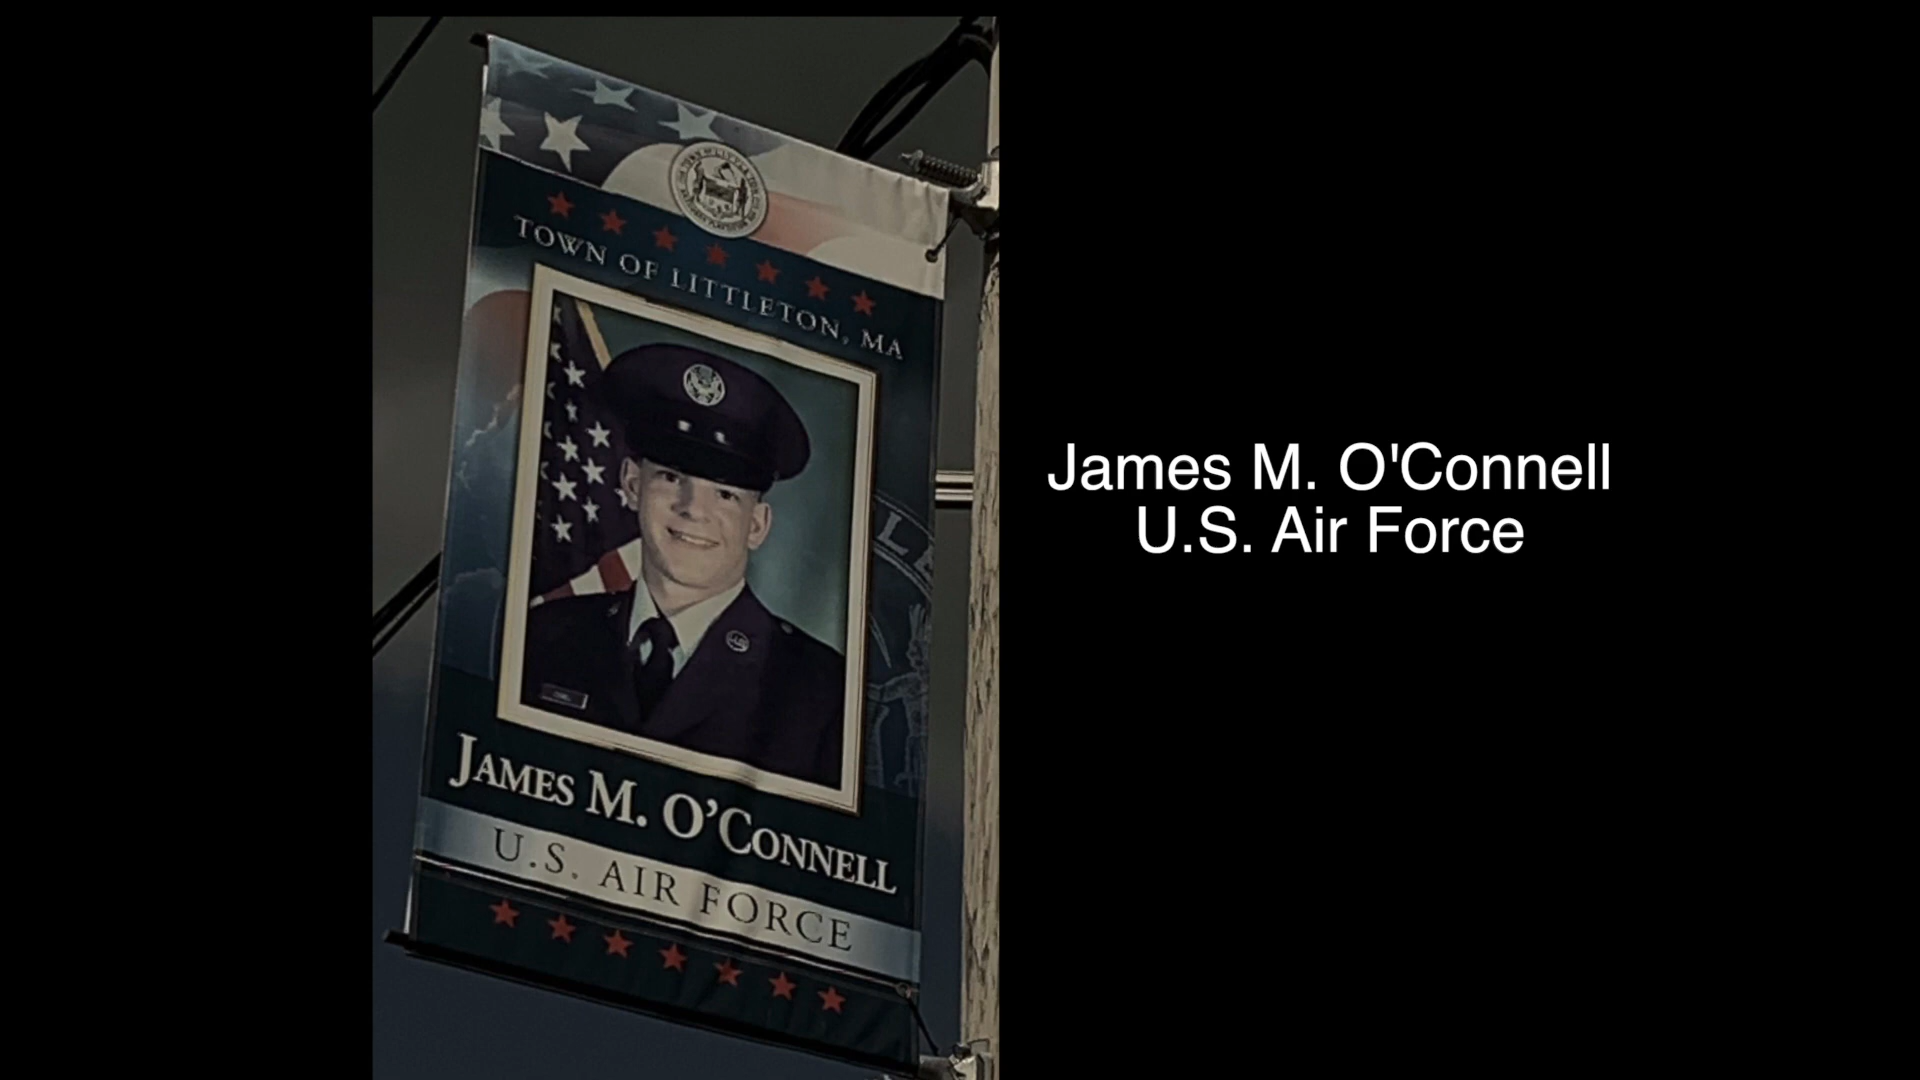 TOWN OF LITTLETON, MA
JAMES M. O'CONNELL
U.S. AIR FORCE
James M. O'Connell
U.S. Air Force